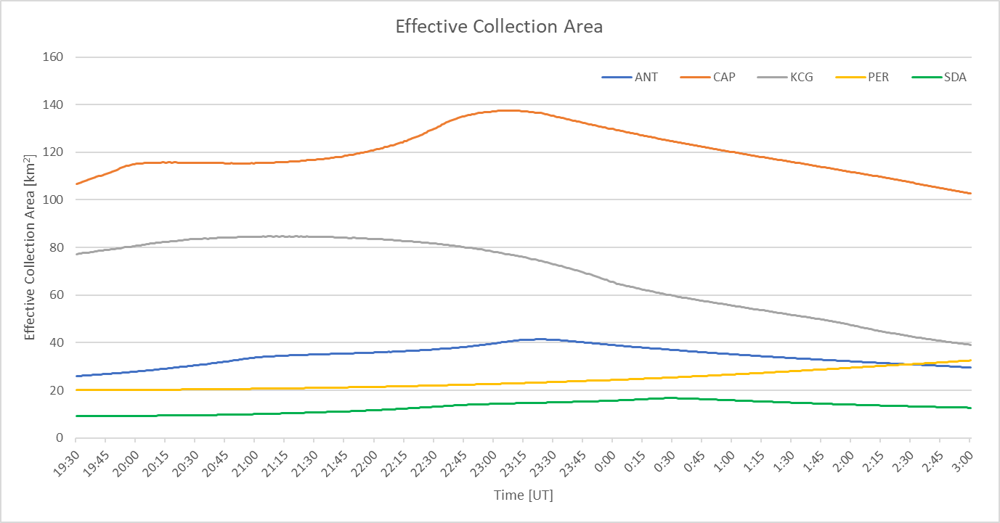 Effective Collection Area
ANT CAP KCG PER SDA
Effective Collection Area [km²]
160
140
120
100
80
60
40
20
0
19:30 19:45 20:00 20:15 20:30 20:45 21:00 21:15 21:30 21:45 22:00 22:15 22:30 22:45 23:00 23:15 23:30 23:45 0:00 0:15 0:30 0:45 1:00 1:15 1:30 1:45 2:00 2:15 2:30 2:45 3:00
Time [UT]